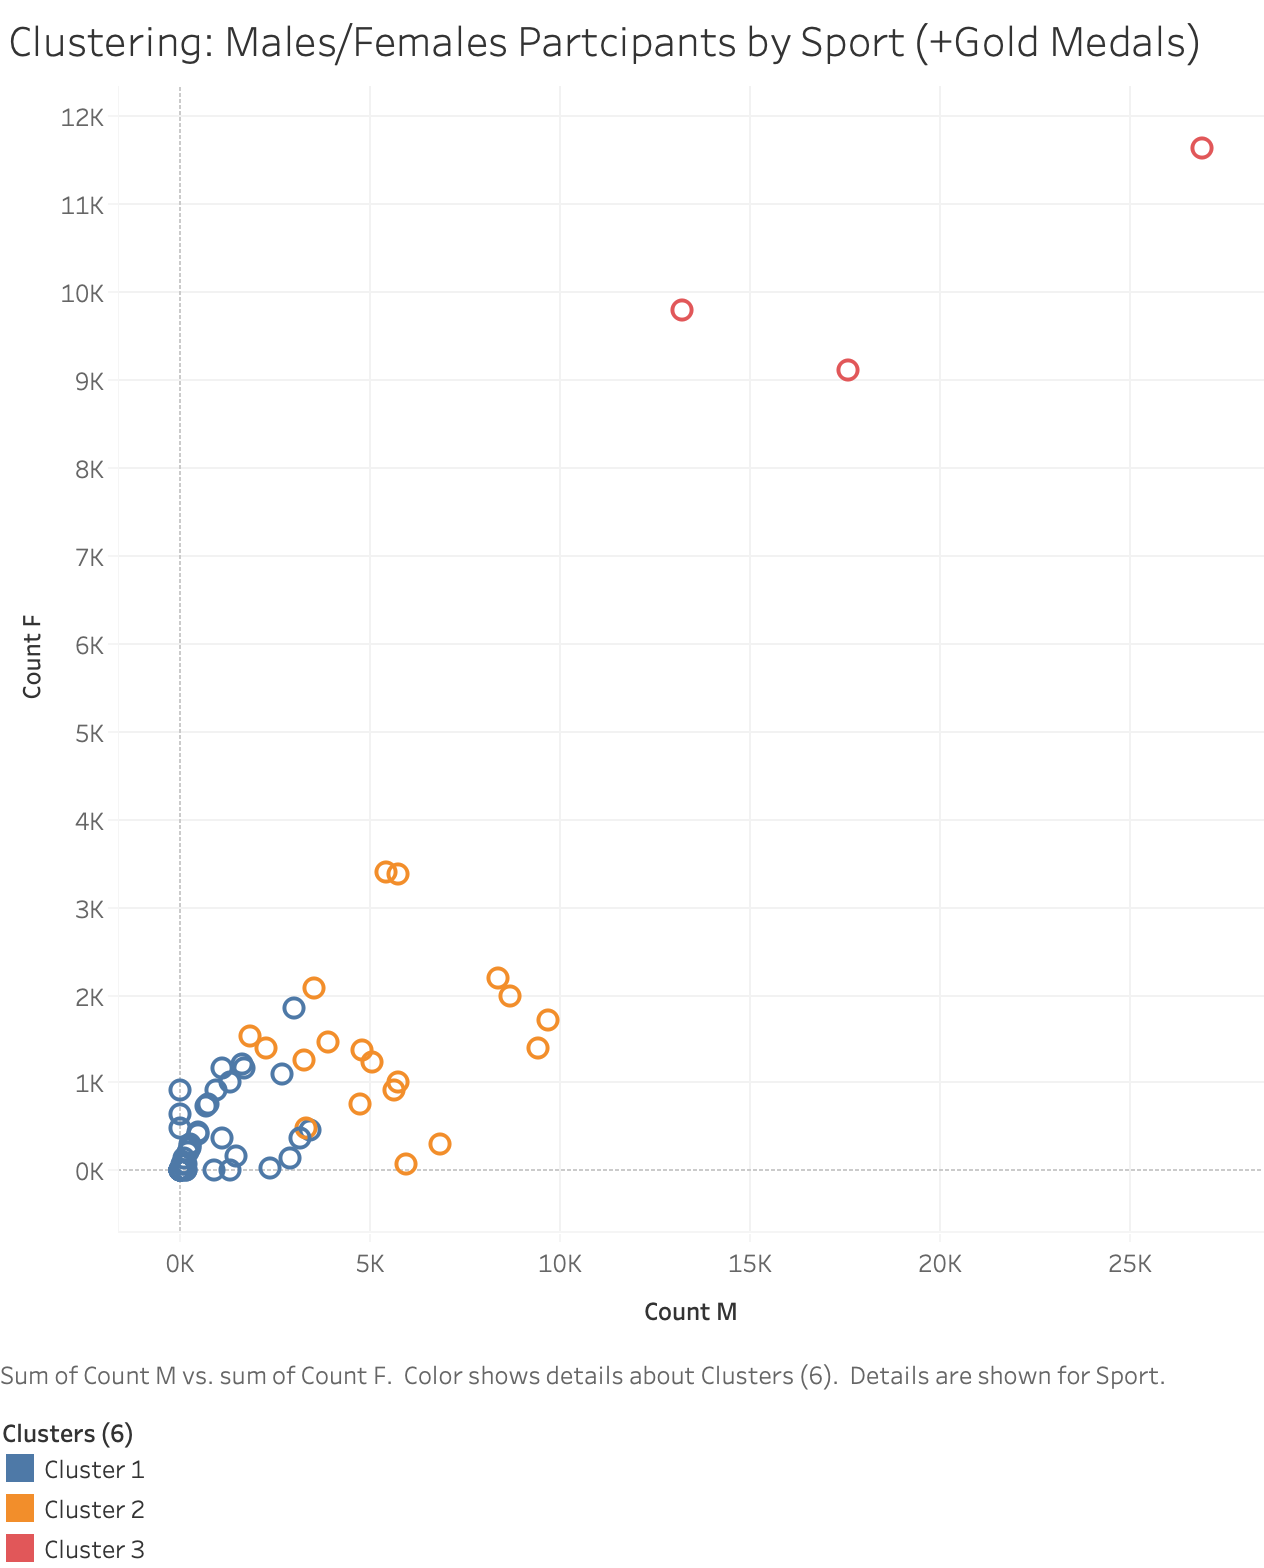 Clustering: Males/Females Partcipants by Sport (+Gold Medals)
12K
11K
10K
9K
8K
7K
6K
5K
4K
3K
2K
1K
0K
Count F
0K 5K 10K 15K 20K 25K
Count M
Sum of Count M vs. sum of Count F. Color shows details about Clusters (6). Details are shown for Sport.
Clusters (6)
Cluster 1
Cluster 2
Cluster 3